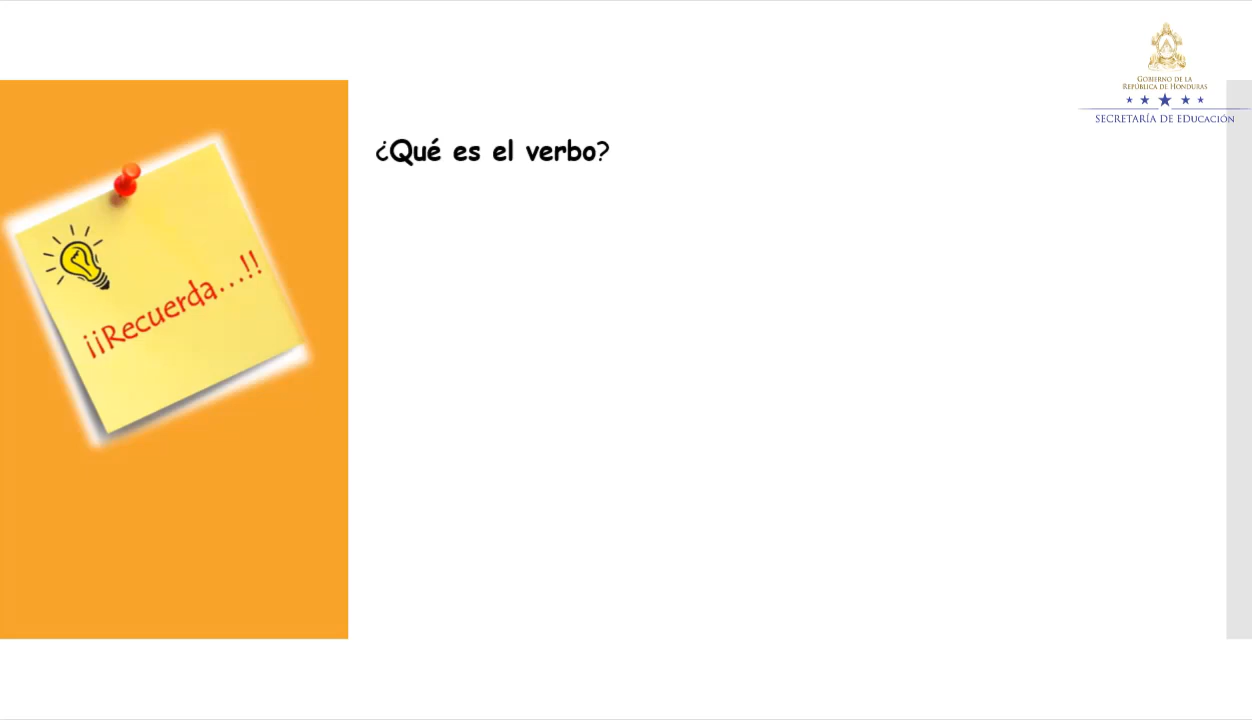 GOBIERNO DE LA
REPÚBLICA DE HONDURAS
SECRETARÍA DE EDUCACIÓN
¿Qué es el verbo?
¡¡Recuerda...!!